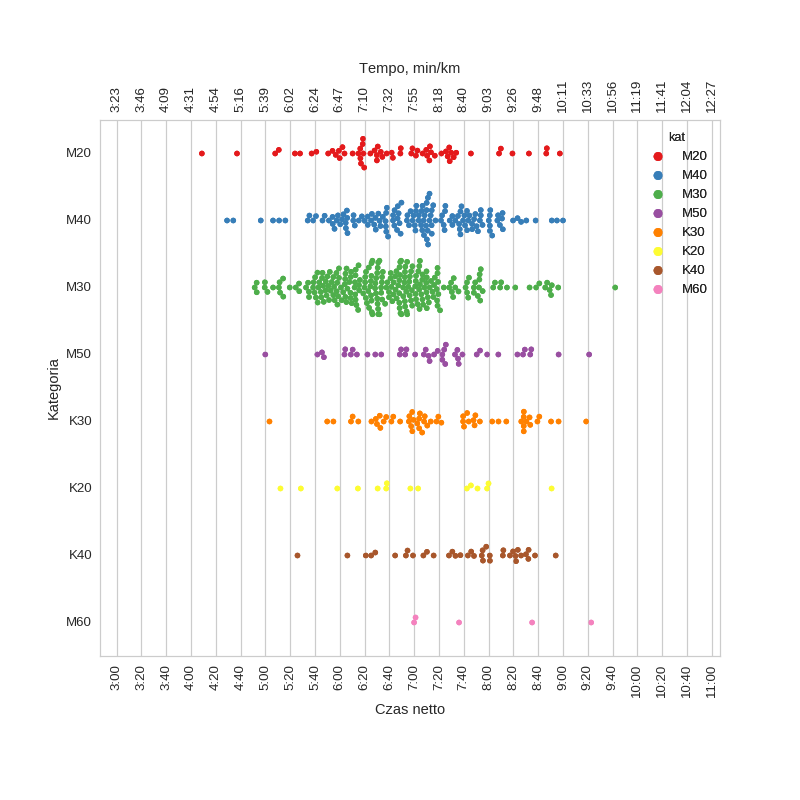 Tempo, min/km
3:23 3:46 4:09 4:31 4:54 5:16 5:39 6:02 6:24 6:47 7:10 7:32 7:55 8:18 8:40 9:03 9:26 9:48 10:11 10:33 10:56 11:19 11:41 12:04 12:27
Kategoria
M20
M40
M30
M50
K30
K20
K40
M60
kat
M20
M40
M30
M50
K30
K20
K40
M60
3:00 3:20 3:40 4:00 4:20 4:40 5:00 5:20 5:40 6:00 6:20 6:40 7:00 7:20 7:40 8:00 8:20 8:40 9:00 9:20 9:40 10:00 10:20 10:40 11:00
Czas netto